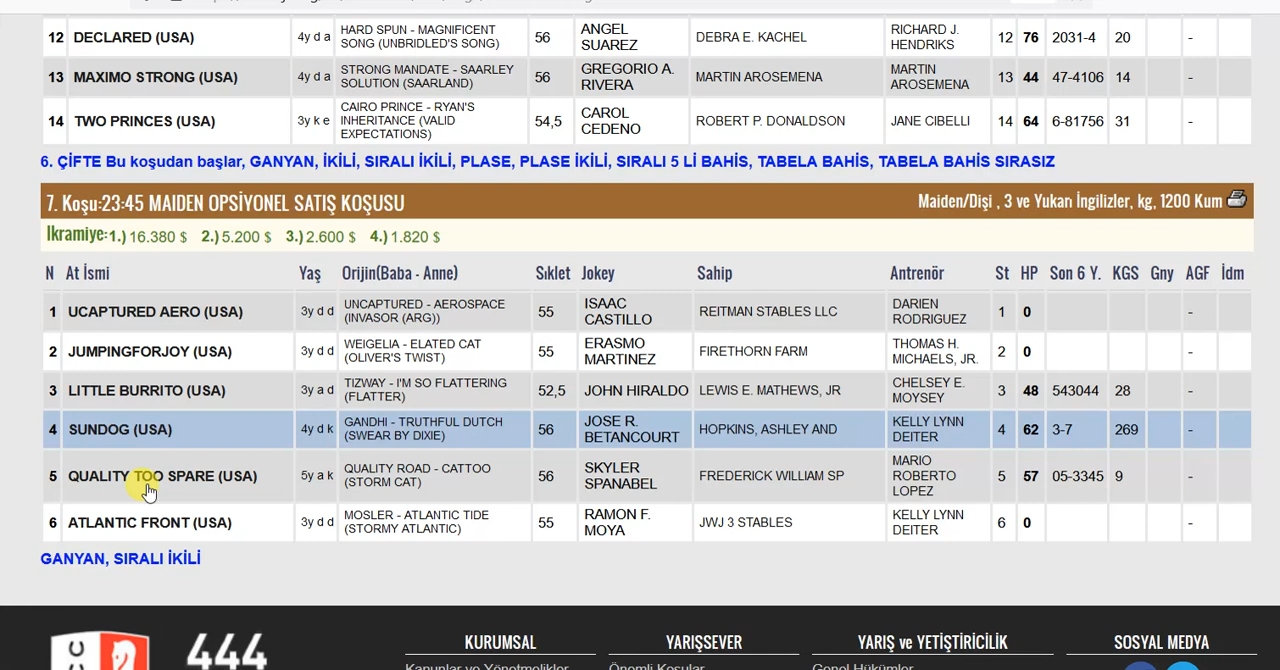 12 DECLARED (USA) 4y d a HARD SPUN - MAGNIFICENT SONG (UNBRIDLED'S SONG) 56 ANGEL SUAREZ DEBRA E. KACHEL RICHARD J. HENDRIKS 12 76 2031-4 20 -
13 MAXIMO STRONG (USA) 4y d a STRONG MANDATE - SAARLEY SOLUTION (SAARLAND) 56 GREGORIO A. RIVERA MARTIN AROSEMENA MARTIN AROSEMENA 13 44 47-4106 14 -
14 TWO PRINCES (USA) 3y k e CAIRO PRINCE - RYAN'S INHERITANCE (VALID EXPECTATIONS) 54,5 CAROL CEDENO ROBERT P. DONALDSON JANE CIBELLI 14 64 6-81756 31 -
6. ÇİFTE Bu koşudan başlar, GANYAN, İKİLİ, SIRALI İKİLİ, PLASE, PLASE İKİLİ, SIRALI 5 Lİ BAHİS, TABELA BAHİS, TABELA BAHİS SIRASIZ
7. Koşu:23:45 MAIDEN OPSİYONEL SATIŞ KOŞUSU Maiden/Dişi , 3 ve Yukarı İngilizler, kg, 1200 Kum
İkramiye:1.) 16.380 $ 2.) 5.200 $ 3.) 2.600 $ 4.) 1.820 $
N At İsmi Yaş Orijin(Baba - Anne) Sıklet Jokey Sahip Antrenör St HP Son 6 Y. KGS Gny AGF İdm
1 UCAPTURED AERO (USA) 3y d d UNCAPTURED - AEROSPACE (INVASOR (ARG)) 55 ISAAC CASTILLO REITMAN STABLES LLC DARIEN RODRIGUEZ 1 0 -
2 JUMPINGFORJOY (USA) 3y d d WEIGELIA - ELATED CAT (OLIVER'S TWIST) 55 ERASMO MARTINEZ FIRETHORN FARM THOMAS H. MICHAELS, JR. 2 0 -
3 LITTLE BURRITO (USA) 3y a d TIZWAY - I'M SO FLATTERING (FLATTER) 52,5 JOHN HIRALDO LEWIS E. MATHEWS, JR CHELSEY E. MOYSEY 3 48 543044 28 -
4 SUNDOG (USA) 4y d k GANDHI - TRUTHFUL DUTCH (SWEAR BY DIXIE) 56 JOSE R. BETANCOURT HOPKINS, ASHLEY AND KELLY LYNN DEITER 4 62 3-7 269 -
5 QUALITY TOO SPARE (USA) 5y a k QUALITY ROAD - CATTOO (STORM CAT) 56 SKYLER SPANABEL FREDERICK WILLIAM SP MARIO ROBERTO LOPEZ 5 57 05-3345 9 -
6 ATLANTIC FRONT (USA) 3y d d MOSLER - ATLANTIC TIDE (STORMY ATLANTIC) 55 RAMON F. MOYA JWJ 3 STABLES KELLY LYNN DEITER 6 0 -
GANYAN, SIRALI İKİLİ
444 KURUMSAL YARIŞSEVER YARIŞ ve YETİŞTİRİCİLİK SOSYAL MEDYA
Kanunlar ve Yönetmelikler Önemli Koşular Genel Hükümler